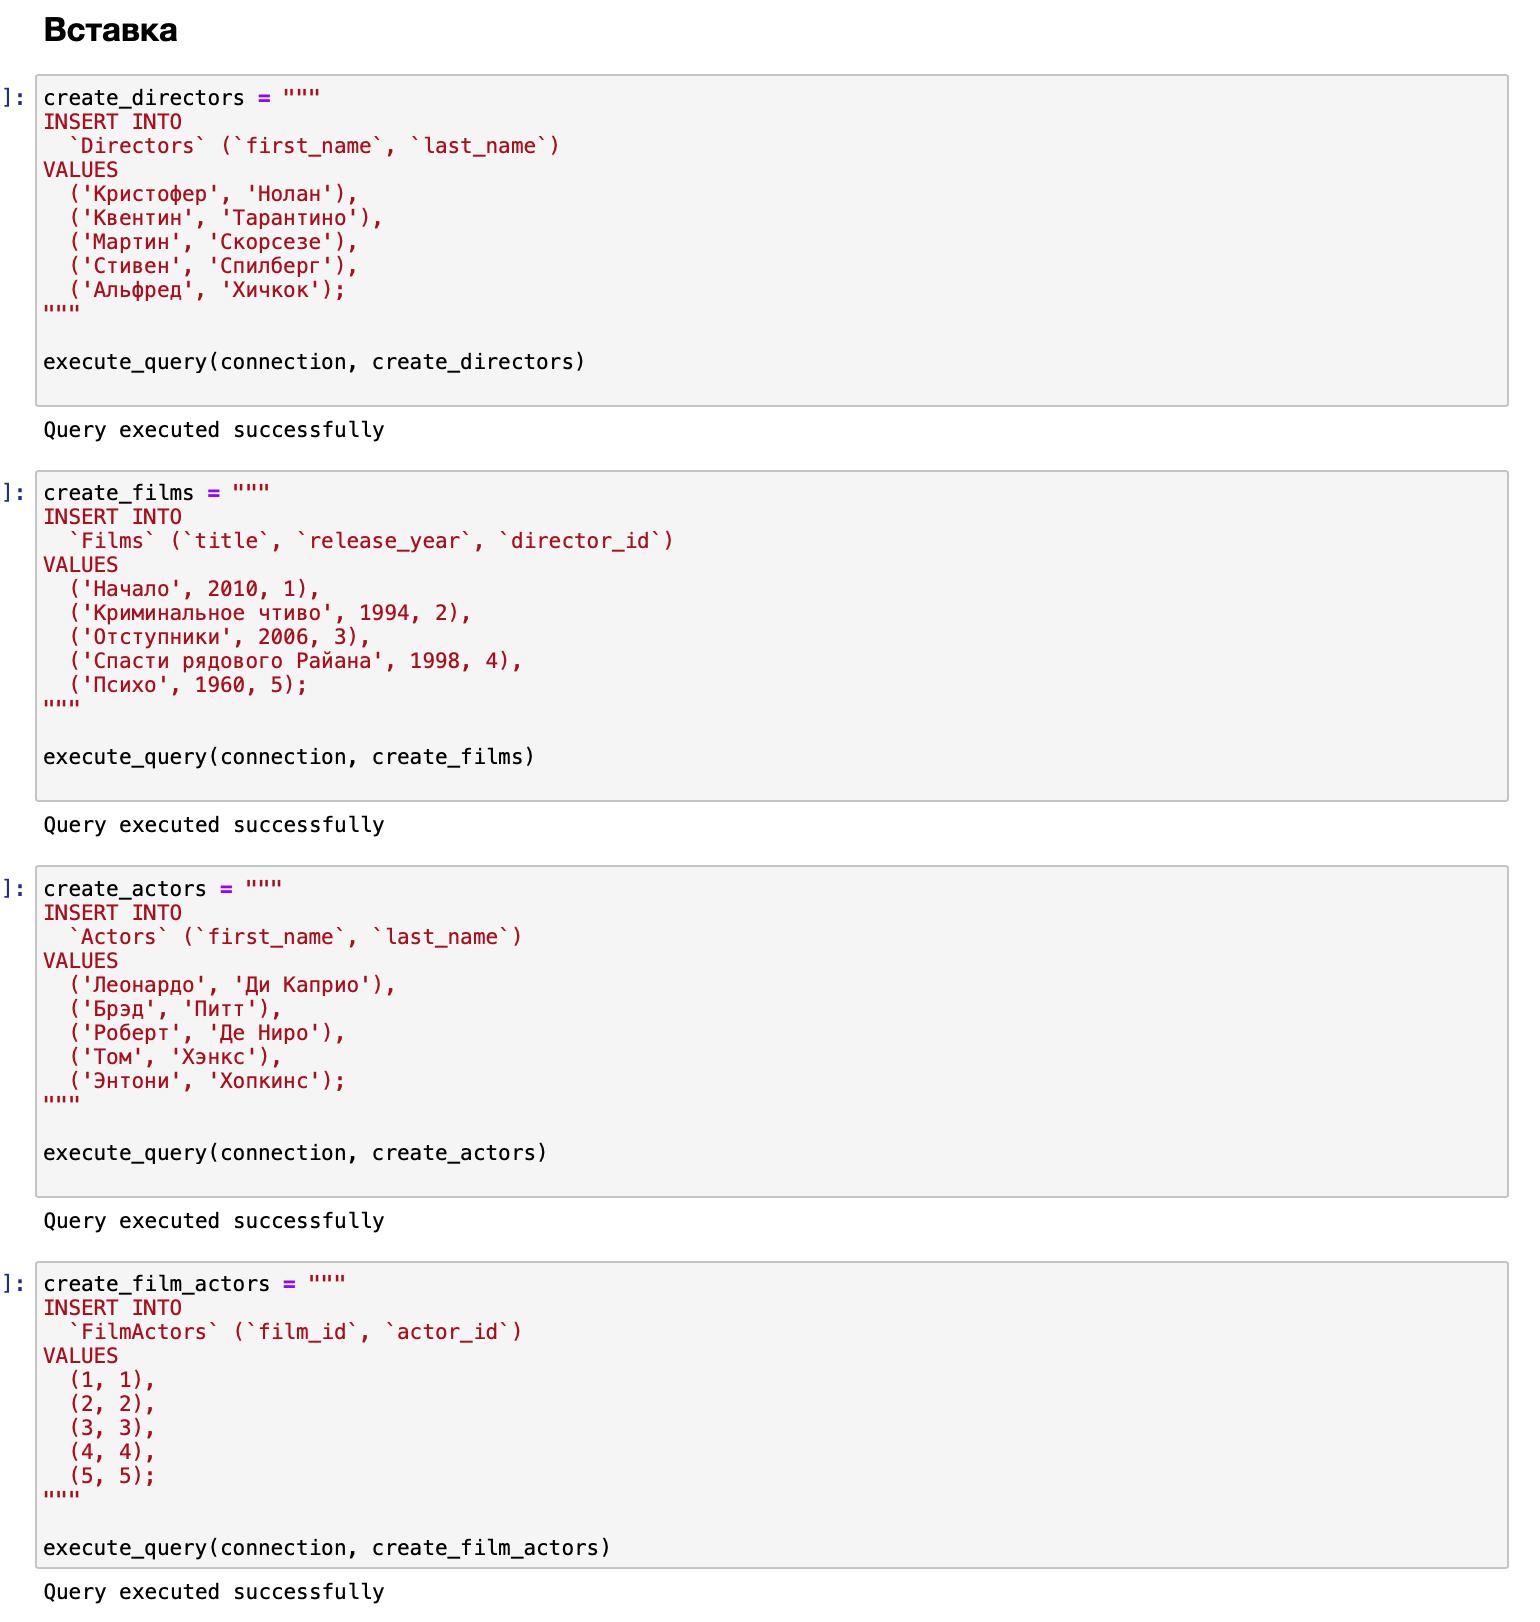 Вставка
]:
create_directors = """
INSERT INTO
  `Directors` (`first_name`, `last_name`)
VALUES
  ('Кристофер', 'Нолан'),
  ('Квентин', 'Тарантино'),
  ('Мартин', 'Скорсезе'),
  ('Стивен', 'Спилберг'),
  ('Альфред', 'Хичкок');
"""
execute_query(connection, create_directors)
Query executed successfully
]:
create_films = """
INSERT INTO
  `Films` (`title`, `release_year`, `director_id`)
VALUES
  ('Начало', 2010, 1),
  ('Криминальное чтиво', 1994, 2),
  ('Отступники', 2006, 3),
  ('Спасти рядового Райана', 1998, 4),
  ('Психо', 1960, 5);
"""
execute_query(connection, create_films)
Query executed successfully
]:
create_actors = """
INSERT INTO
  `Actors` (`first_name`, `last_name`)
VALUES
  ('Леонардо', 'Ди Каприо'),
  ('Брэд', 'Питт'),
  ('Роберт', 'Де Ниро'),
  ('Том', 'Хэнкс'),
  ('Энтони', 'Хопкинс');
"""
execute_query(connection, create_actors)
Query executed successfully
]:
create_film_actors = """
INSERT INTO
  `FilmActors` (`film_id`, `actor_id`)
VALUES
  (1, 1),
  (2, 2),
  (3, 3),
  (4, 4),
  (5, 5);
"""
execute_query(connection, create_film_actors)
Query executed successfully